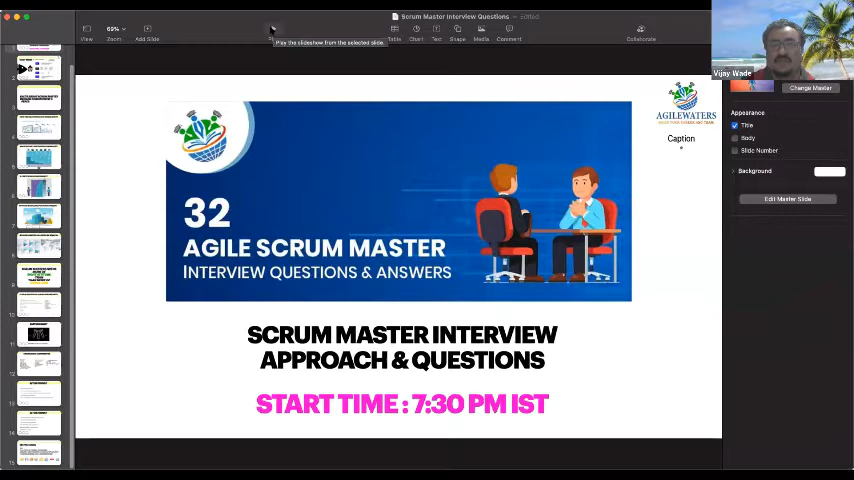 Scrum Master Interview Questions — Edited
69%
View
Zoom
Add Slide
Play the slideshow from the selected slide.
Table
Chart
Text
Shape
Media
Comment
Collaborate
Vijay Wade
Change Master
Appearance
Title
Body
Slide Number
Background
Edit Master Slide
AGILEWATERS
Caption
32
AGILE SCRUM MASTER
INTERVIEW QUESTIONS & ANSWERS
SCRUM MASTER INTERVIEW
APPROACH & QUESTIONS
START TIME : 7:30 PM IST